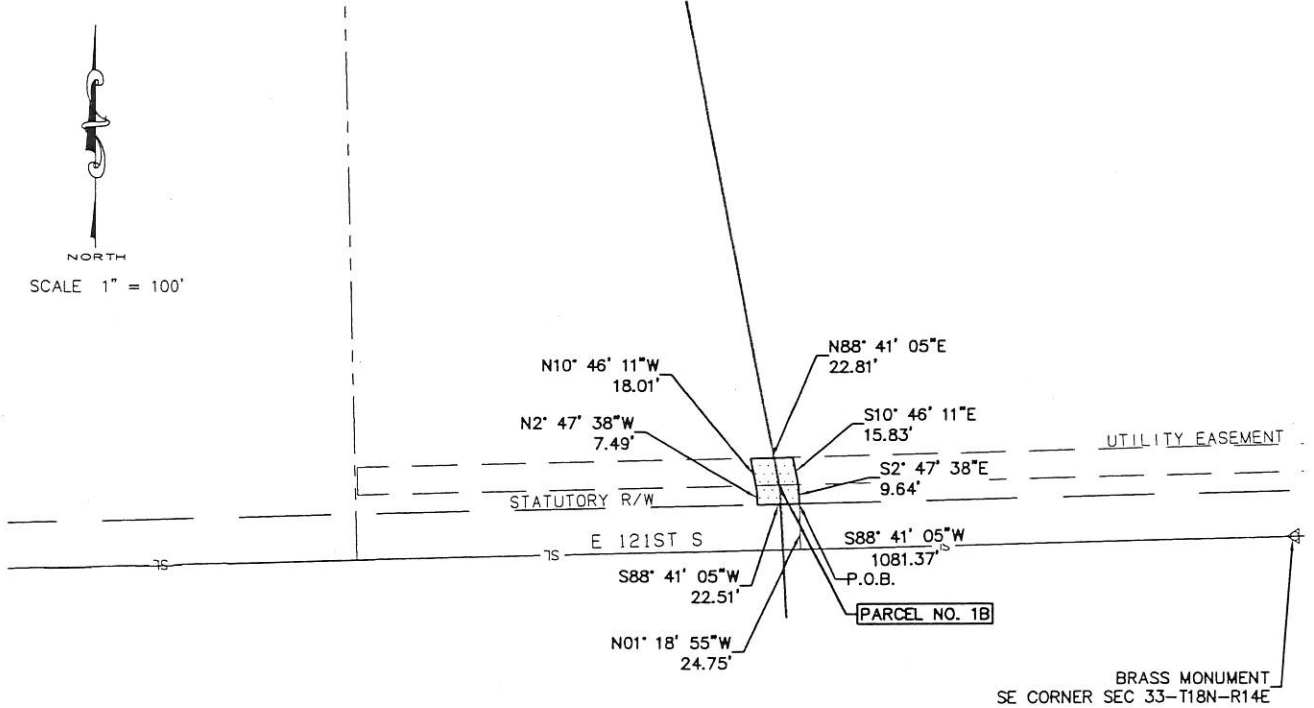 NORTH
SCALE 1" = 100'
N88° 41' 05"E
22.81'
N10° 46' 11"W
18.01'
S10° 46' 11"E
15.83'
N2° 47' 38"W
7.49'
UTILITY EASEMENT
S2° 47' 38"E
9.64'
STATUTORY R/W
E 121ST S
SL
SL
S88° 41' 05"W
1081.37'
P.O.B.
S88° 41' 05"W
22.51'
PARCEL NO. 1B
N01° 18' 55"W
24.75'
BRASS MONUMENT
SE CORNER SEC 33-T18N-R14E